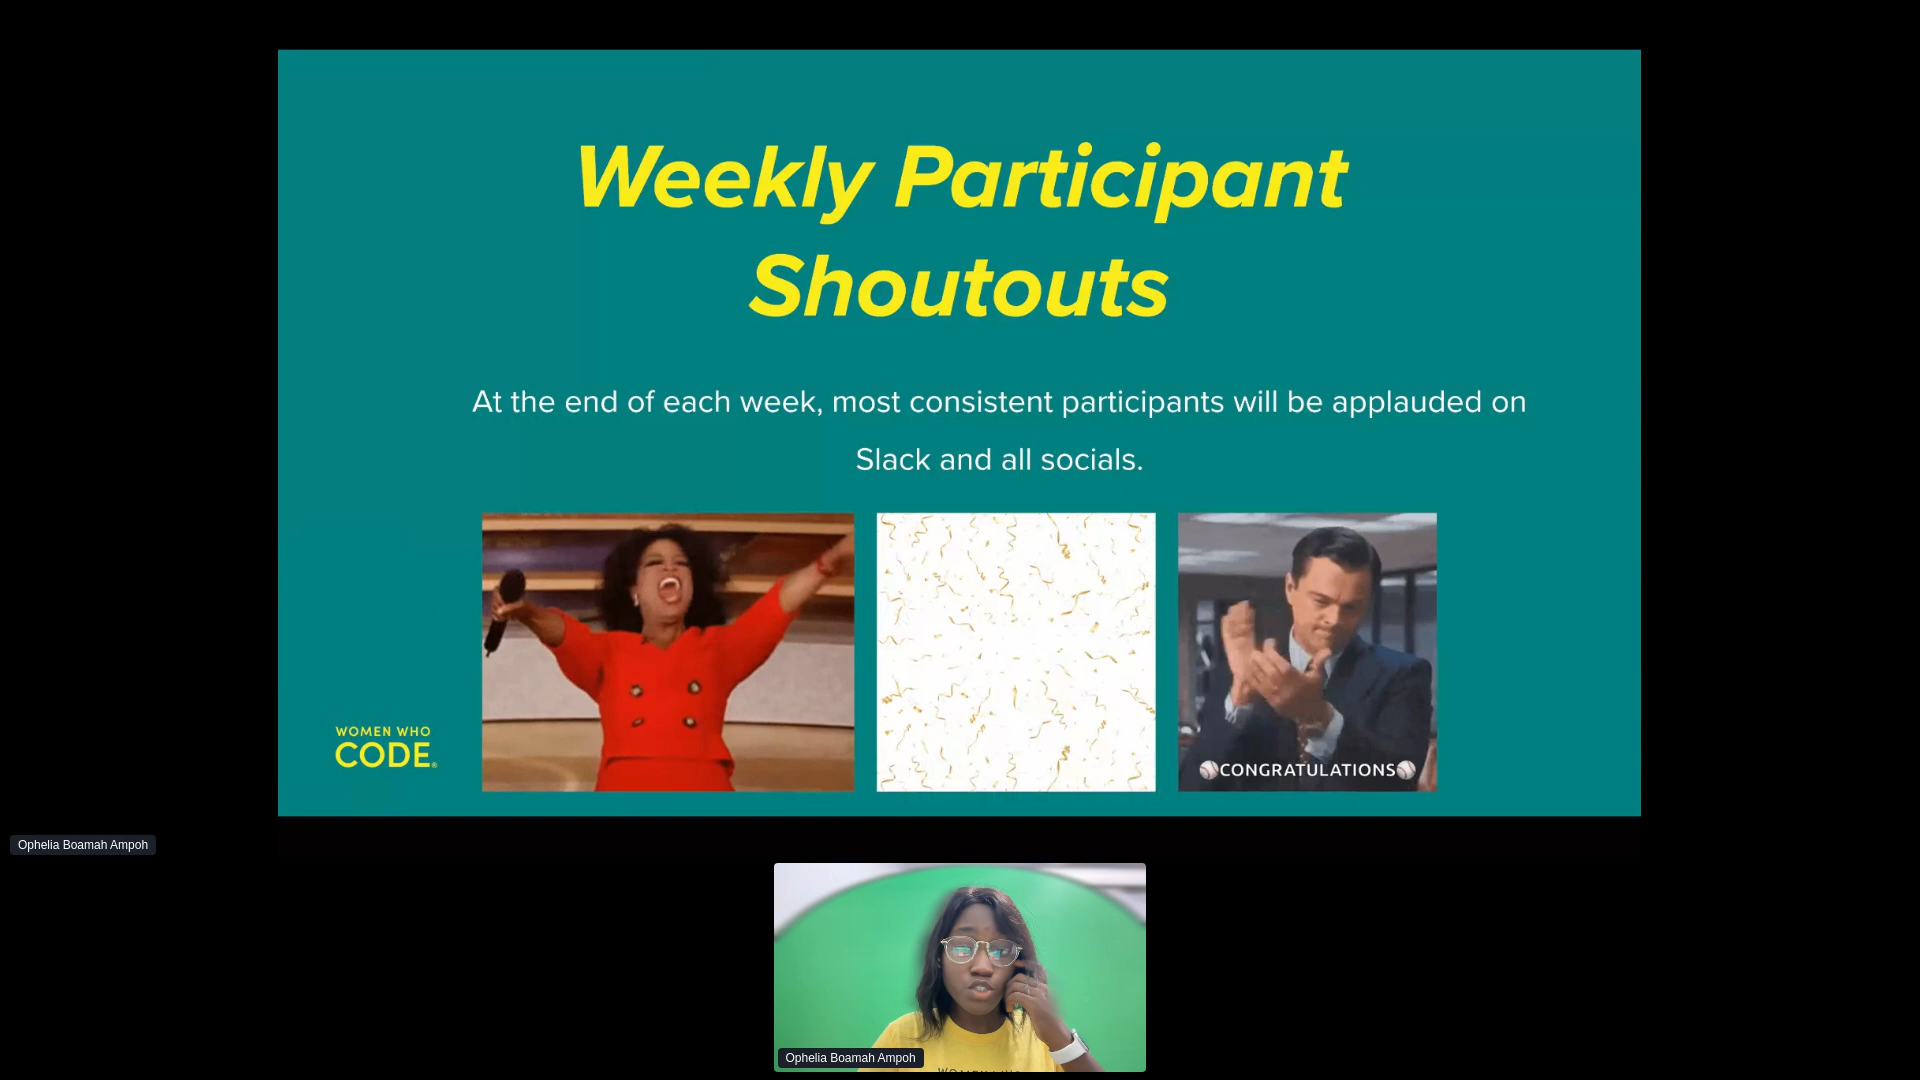 Weekly Participant
Shoutouts
At the end of each week, most consistent participants will be applauded on
Slack and all socials.
WOMEN WHO
CODE®
⚾CONGRATULATIONS⚾
Ophelia Boamah Ampoh
Ophelia Boamah Ampoh